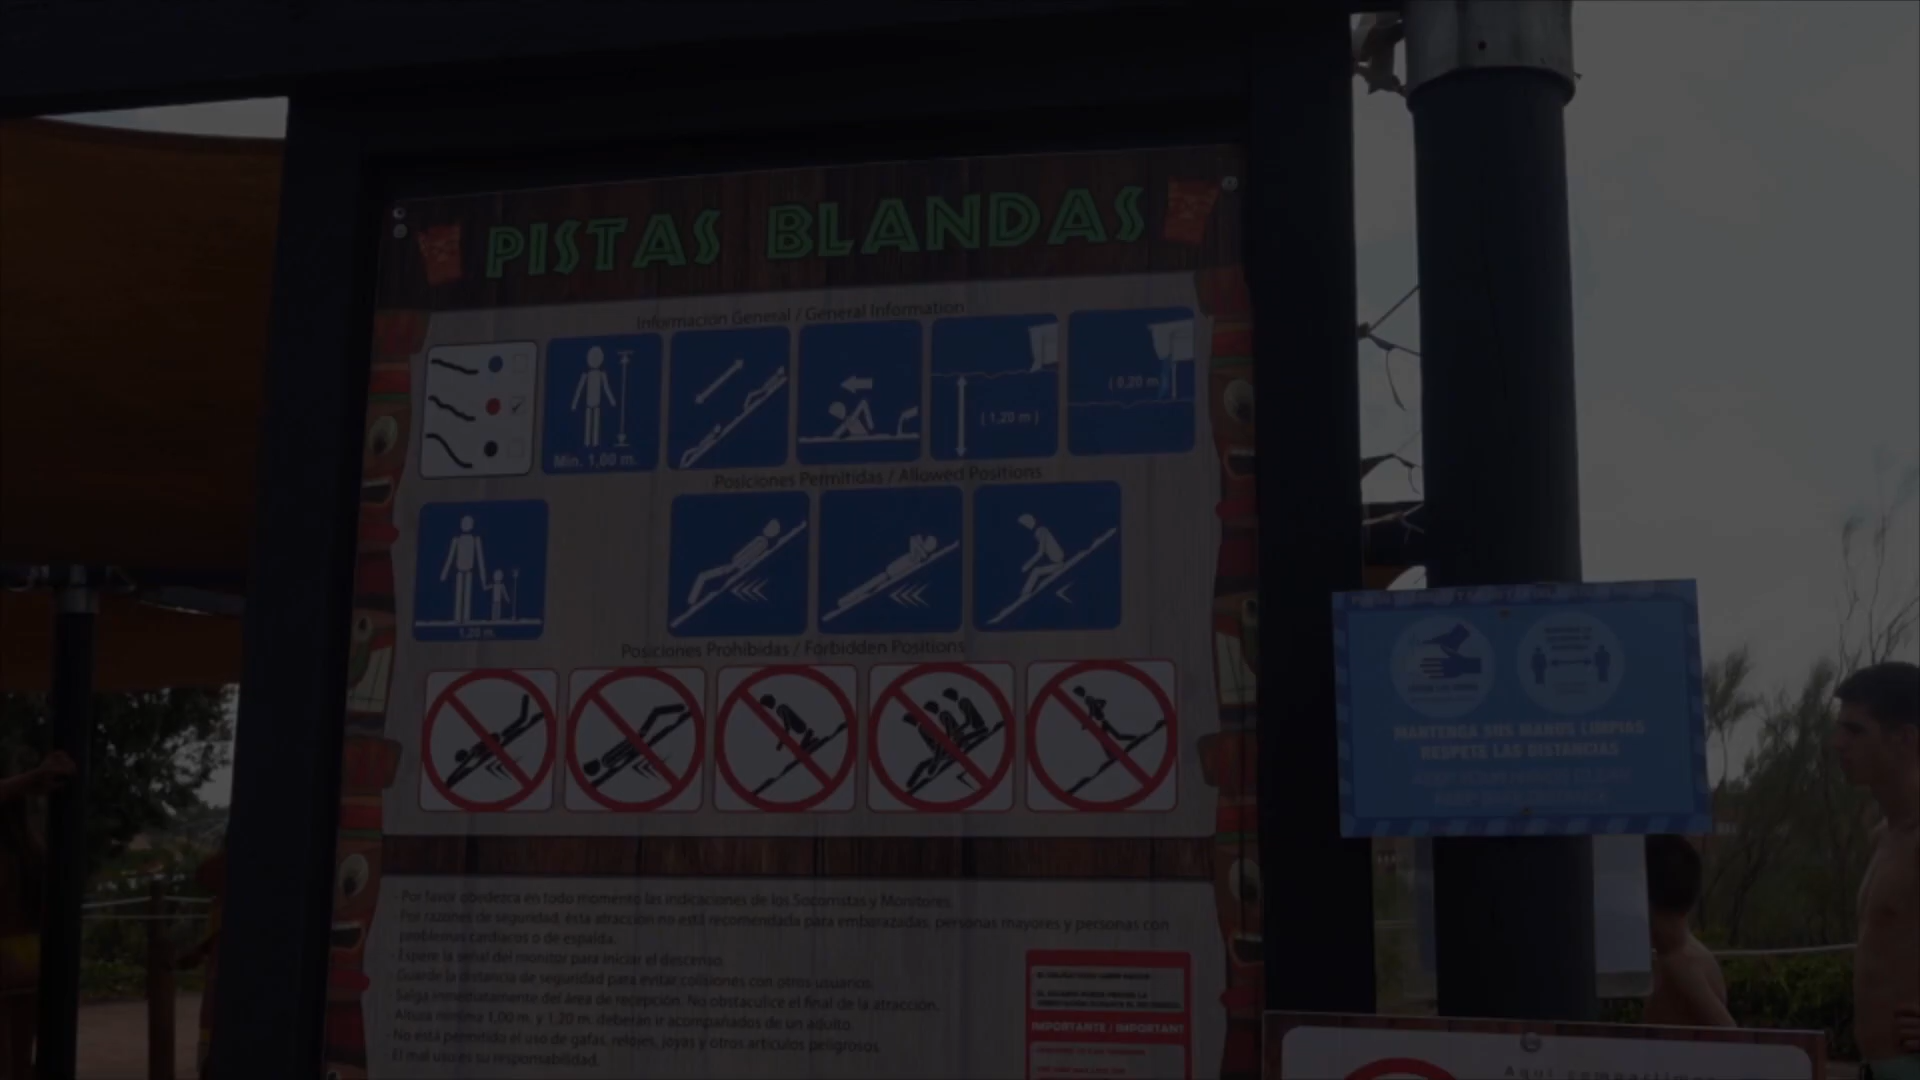 PISTAS BLANDAS
Información General / General Information
Min. 1,00 m.
( 1,20 m )
( 0,20 m )
Posiciones Permitidas / Allowed Positions
1,20 m.
Posiciones Prohibidas / Forbidden Positions
- Por favor obedezca en todo momento las indicaciones de los Socorristas y Monitores.
- Por razones de seguridad, ésta atracción no está recomendada para embarazadas, personas mayores y personas con
problemas cardíacos o de espalda.
- Espere la señal del monitor para iniciar el descenso.
- Guarde la distancia de seguridad para evitar colisiones con otros usuarios.
- Salga inmediatamente del área de recepción. No obstaculice el final de la atracción.
- Altura mínima 1,00 m. y 1,20 m. deberán ir acompañados de un adulto.
- No está permitido el uso de gafas, relojes, joyas y otros artículos peligrosos.
- El mal uso es su responsabilidad.
IMPORTANTE / IMPORTANT
MANTENGA SUS MANOS LIMPIAS
RESPETE LAS DISTANCIAS
Aquí compartimos